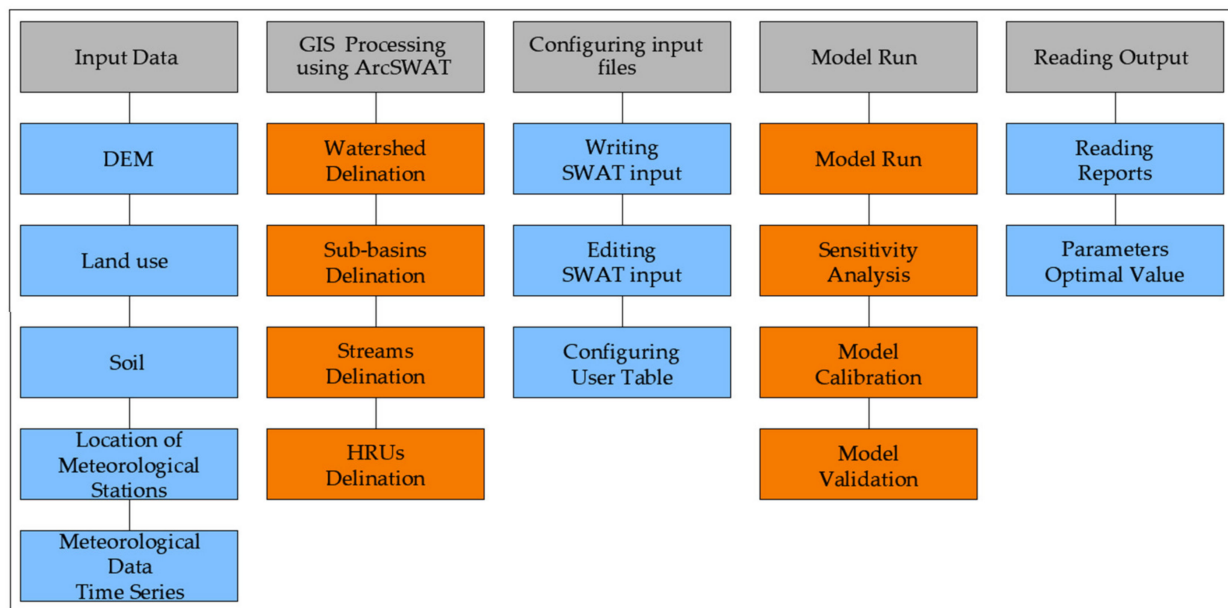 Input Data
DEM
Land use
Soil
Location of
Meteorological
Stations
Meteorological
Data
Time Series
GIS Processing
using ArcSWAT
Watershed
Delination
Sub-basins
Delination
Streams
Delination
HRUs
Delination
Configuring input
files
Writing
SWAT input
Editing
SWAT input
Configuring
User Table
Model Run
Model Run
Sensitivity
Analysis
Model
Calibration
Model
Validation
Reading Output
Reading
Reports
Parameters
Optimal Value